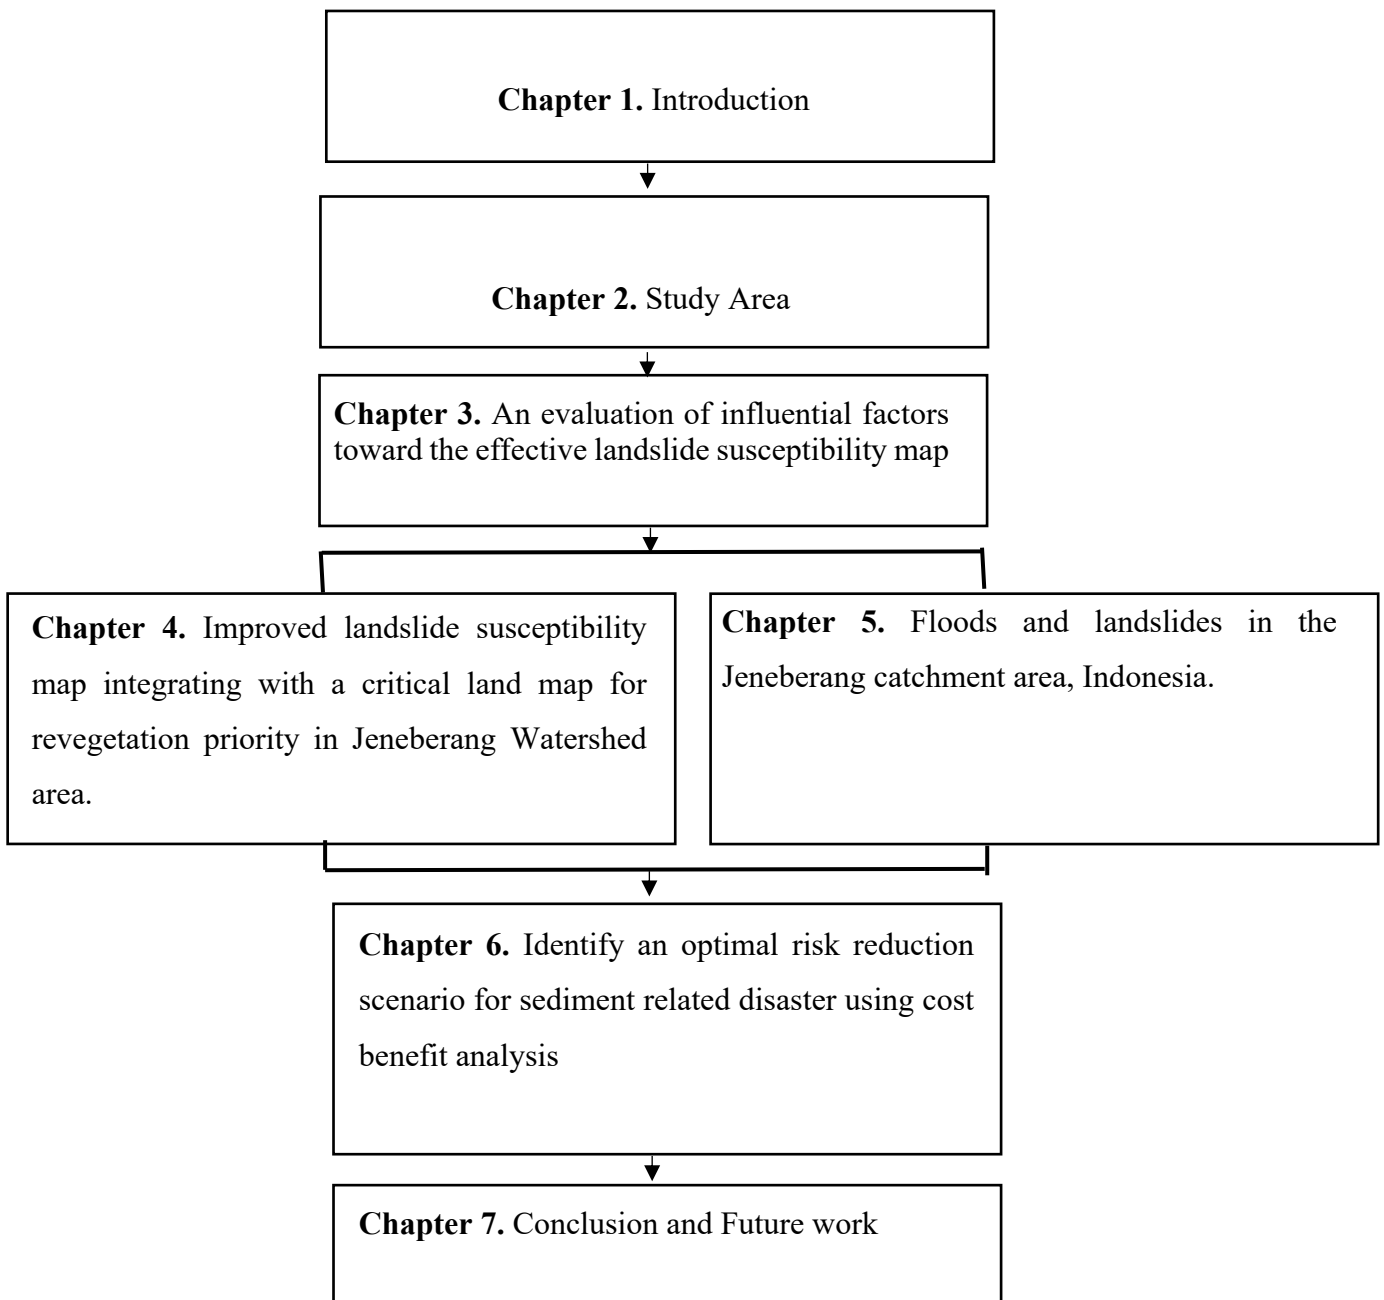 Chapter 1. Introduction
Chapter 2. Study Area
Chapter 3. An evaluation of influential factors
toward the effective landslide susceptibility map
Chapter 4. Improved landslide susceptibility
map integrating with a critical land map for
revegetation priority in Jeneberang Watershed
area.
Chapter 5. Floods and landslides in the
Jeneberang catchment area, Indonesia.
Chapter 6. Identify an optimal risk reduction
scenario for sediment related disaster using cost
benefit analysis
Chapter 7. Conclusion and Future work